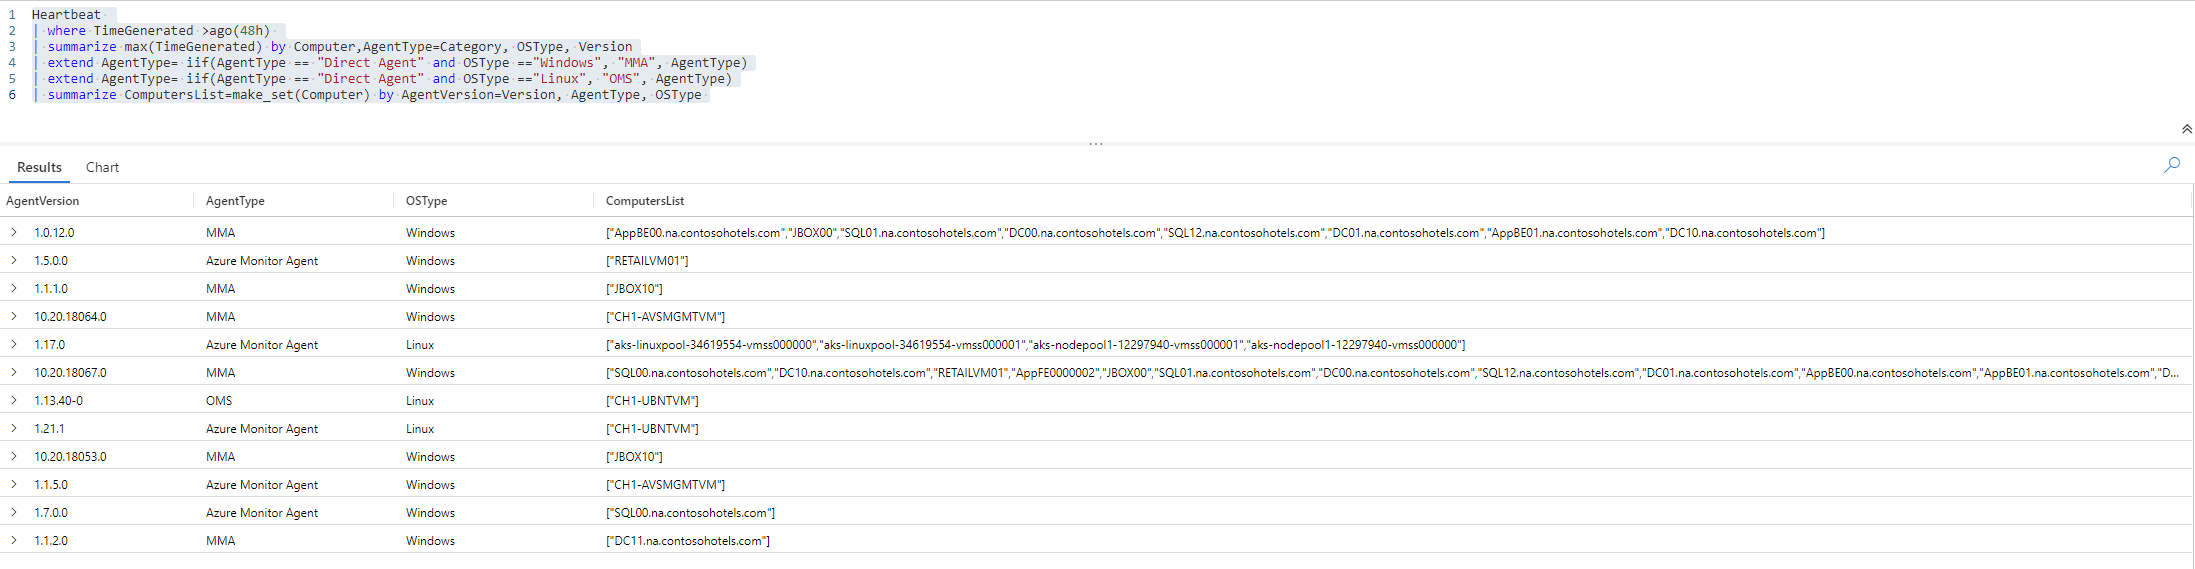 1 Heartbeat
2 | where TimeGenerated >ago(48h)
3 | summarize max(TimeGenerated) by Computer,AgentType=Category, OSType, Version
4 | extend AgentType= iif(AgentType == "Direct Agent" and OSType =="Windows", "MMA", AgentType)
5 | extend AgentType= iif(AgentType == "Direct Agent" and OSType =="Linux", "OMS", AgentType)
6 | summarize ComputersList=make_set(Computer) by AgentVersion=Version, AgentType, OSType
...
Results Chart
AgentVersion AgentType OSType ComputersList
1.0.12.0 MMA Windows ["AppBE00.na.contosohotels.com","JBOX00","SQL01.na.contosohotels.com","DC00.na.contosohotels.com","SQL12.na.contosohotels.com","DC01.na.contosohotels.com","AppBE01.na.contosohotels.com","DC10.na.contosohotels.com"]
1.5.0.0 Azure Monitor Agent Windows ["RETAILVM01"]
1.1.1.0 MMA Windows ["JBOX10"]
10.20.18064.0 MMA Windows ["CH1-AVSMGMTVM"]
1.17.0 Azure Monitor Agent Linux ["aks-linuxpool-34619554-vmss000000","aks-linuxpool-34619554-vmss000001","aks-nodepool1-12297940-vmss000001","aks-nodepool1-12297940-vmss000000"]
10.20.18067.0 MMA Windows ["SQL00.na.contosohotels.com","DC10.na.contosohotels.com","RETAILVM01","AppFE0000002","JBOX00","SQL01.na.contosohotels.com","DC00.na.contosohotels.com","SQL12.na.contosohotels.com","DC01.na.contosohotels.com","AppBE00.na.contosohotels.com","AppBE01.na.contosohotels.com","D...
1.13.40-0 OMS Linux ["CH1-UBNTVM"]
1.21.1 Azure Monitor Agent Linux ["CH1-UBNTVM"]
10.20.18053.0 MMA Windows ["JBOX10"]
1.1.5.0 Azure Monitor Agent Windows ["CH1-AVSMGMTVM"]
1.7.0.0 Azure Monitor Agent Windows ["SQL00.na.contosohotels.com"]
1.1.2.0 MMA Windows ["DC11.na.contosohotels.com"]